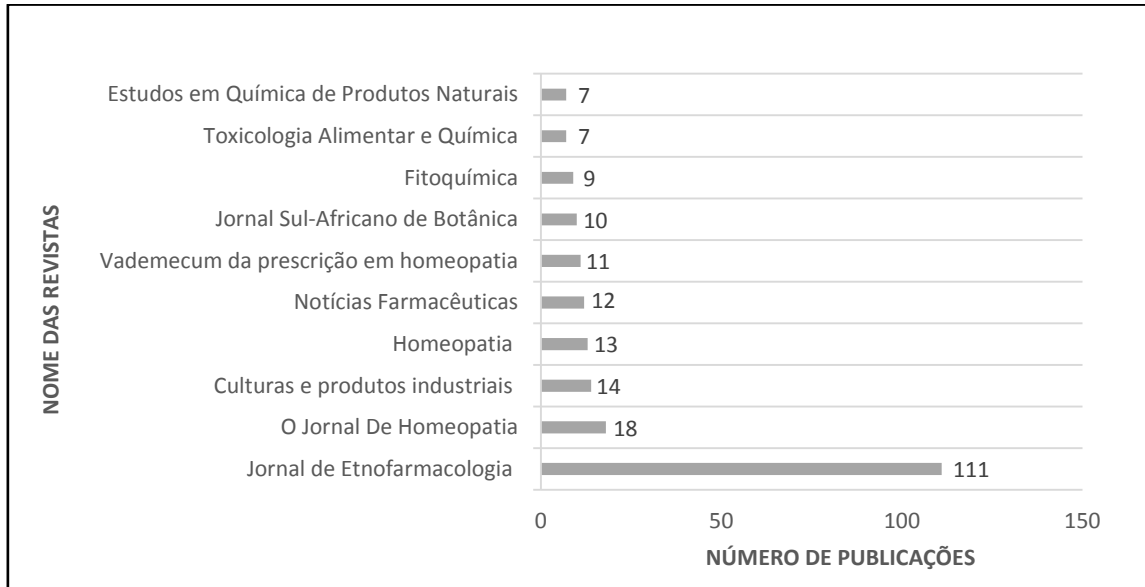 Estudos em Química de Produtos Naturais 7
Toxicologia Alimentar e Química 7
Fitoquímica 9
Jornal Sul-Africano de Botânica 10
Vademecum da prescrição em homeopatia 11
Notícias Farmacêuticas 12
Homeopatia 13
Culturas e produtos industriais 14
O Jornal De Homeopatia 18
Jornal de Etnofarmacologia 111
0 50 100 150
NÚMERO DE PUBLICAÇÕES
NOME DAS REVISTAS